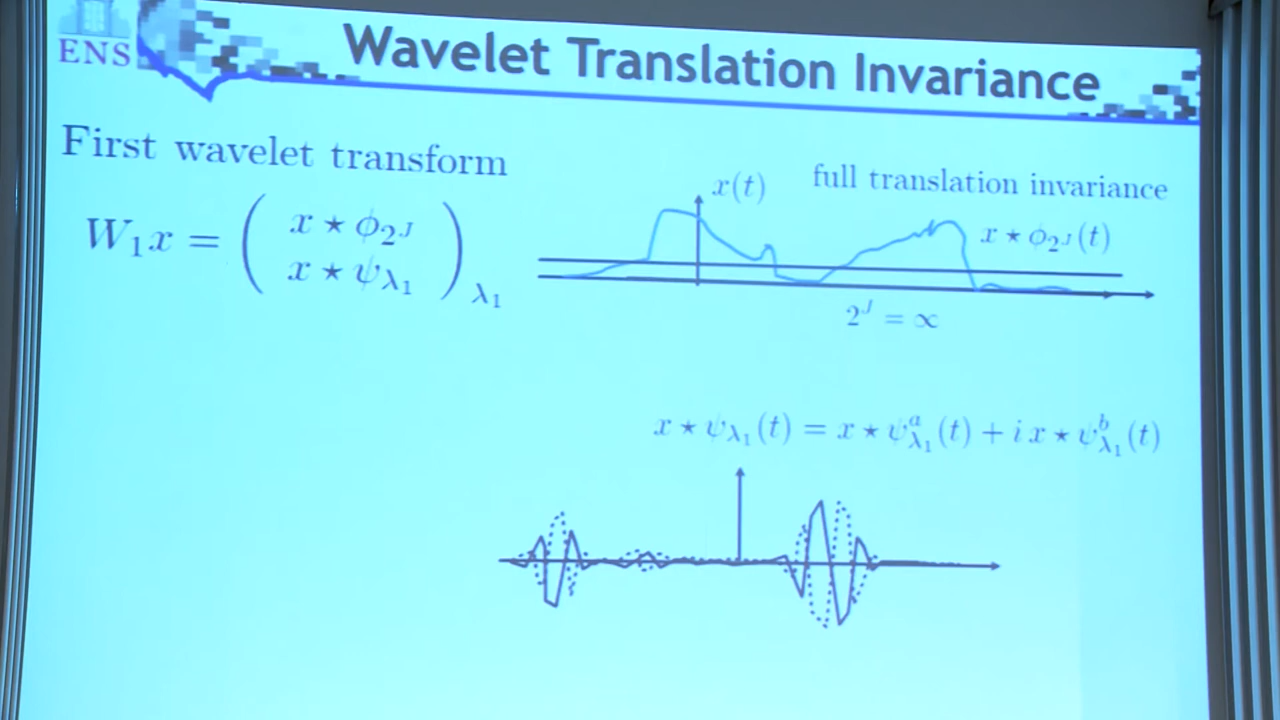 ENS
Wavelet Translation Invariance
First wavelet transform
W₁x = ( x ⋆ ϕ_{2^J}
x ⋆ ψ_{λ₁} )_{λ₁}
x(t)
full translation invariance
x ⋆ ϕ_{2^J}(t)
2^J = ∞
x ⋆ ψ_{λ₁}(t) = x ⋆ ψ^a_{λ₁}(t) + i x ⋆ ψ^b_{λ₁}(t)